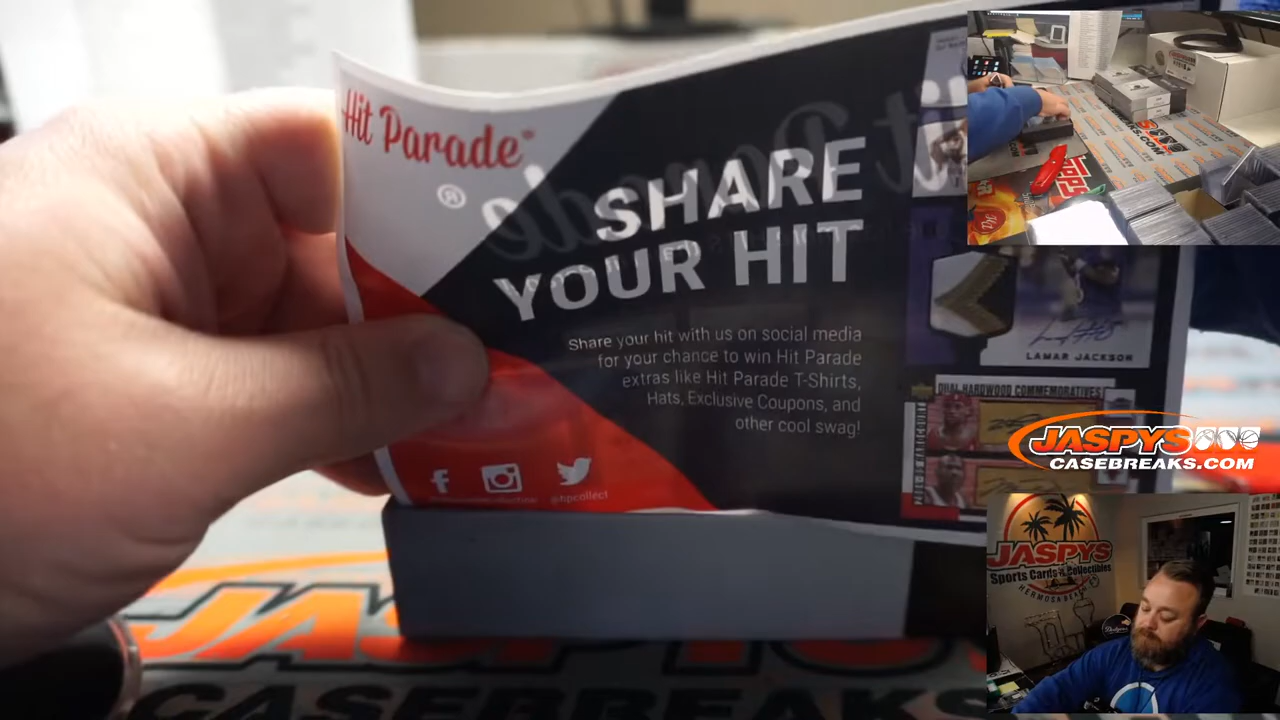 Hit Parade®
®
SHARE
YOUR HIT
Share your hit with us on social media
for your chance to win Hit Parade
extras like Hit Parade T-Shirts,
Hats, Exclusive Coupons, and
other cool swag!
@hpcollect
LAMAR JACKSON
DUAL HARDWOOD COMMEMORATIVES
JASPYS
CASEBREAKS.COM
JASPYS
Sports Cards & Collectibles
HERMOSA BEACH
Dodgers
topps
CASEBREAKS